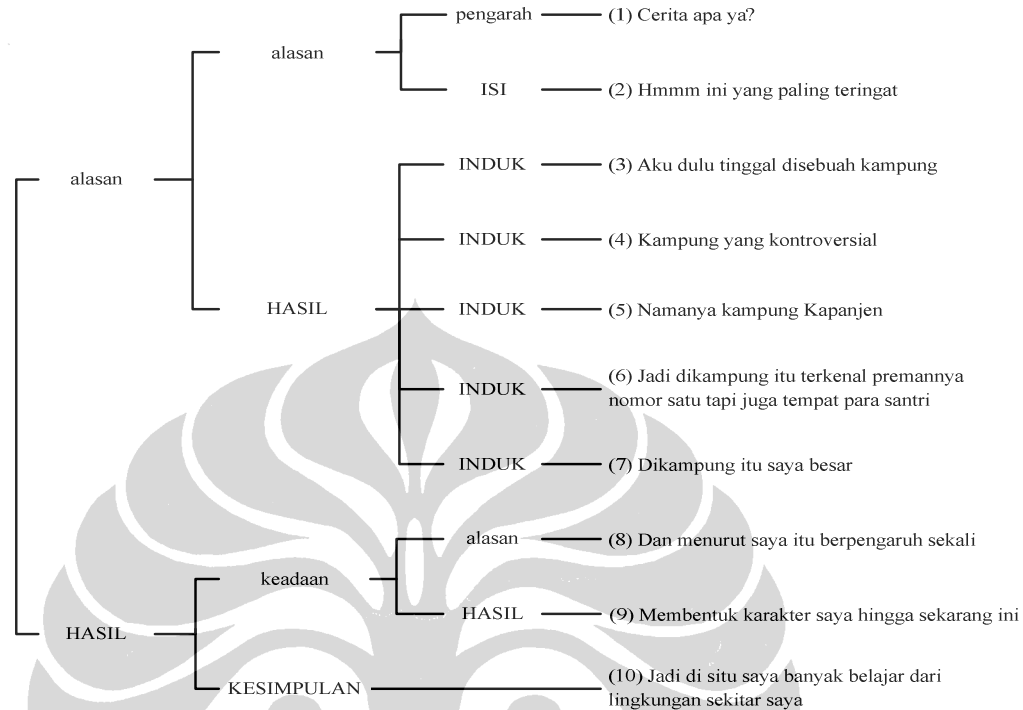 pengarah (1) Cerita apa ya?
alasan
ISI (2) Hmmm ini yang paling teringat
alasan
INDUK (3) Aku dulu tinggal disebuah kampung
INDUK (4) Kampung yang kontroversial
HASIL INDUK (5) Namanya kampung Kapanjen
INDUK (6) Jadi dikampung itu terkenal premannya
nomor satu tapi juga tempat para santri
INDUK (7) Dikampung itu saya besar
alasan (8) Dan menurut saya itu berpengaruh sekali
keadaan
HASIL (9) Membentuk karakter saya hingga sekarang ini
HASIL
KESIMPULAN (10) Jadi di situ saya banyak belajar dari
lingkungan sekitar saya